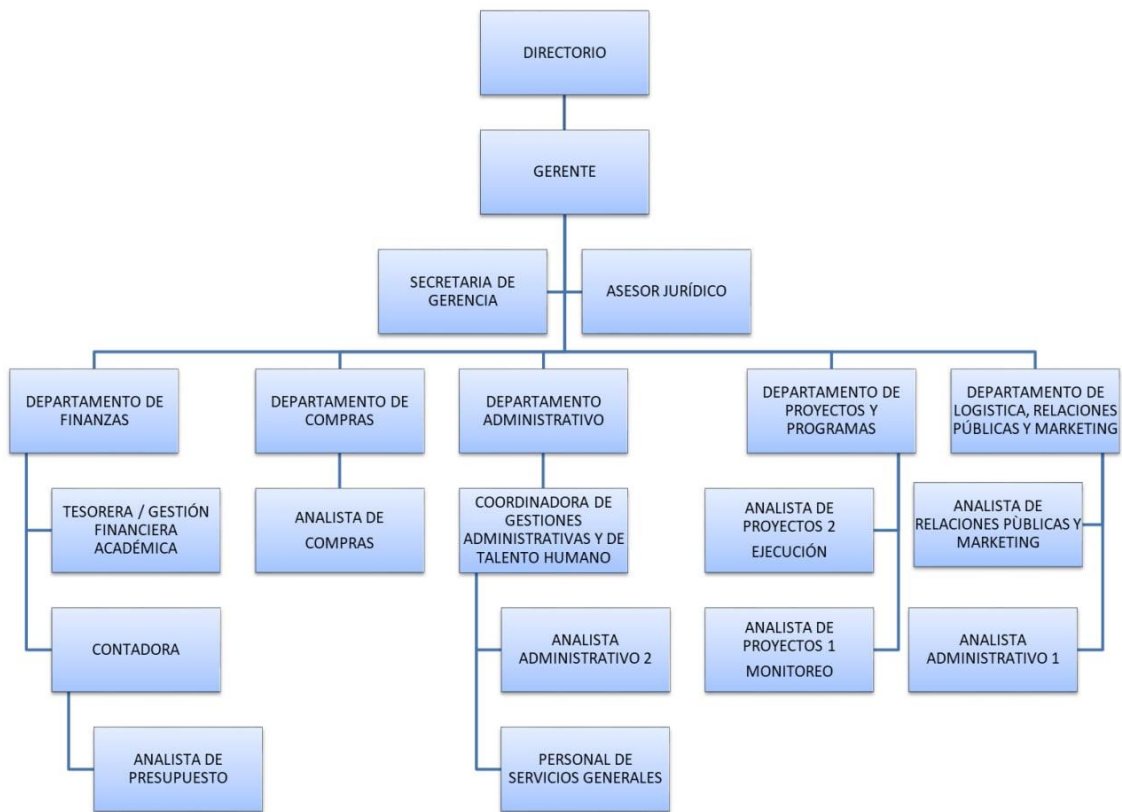 DIRECTORIO
GERENTE
SECRETARIA DE
GERENCIA
ASESOR JURÍDICO
DEPARTAMENTO DE
FINANZAS
DEPARTAMENTO DE
COMPRAS
DEPARTAMENTO
ADMINISTRATIVO
DEPARTAMENTO DE
PROYECTOS Y
PROGRAMAS
DEPARTAMENTO DE
LOGISTICA, RELACIONES
PÚBLICAS Y MARKETING
TESORERA / GESTIÓN
FINANCIERA
ACADÉMICA
ANALISTA DE
COMPRAS
COORDINADORA DE
GESTIONES
ADMINISTRATIVAS Y DE
TALENTO HUMANO
ANALISTA DE
PROYECTOS 2
EJECUCIÓN
ANALISTA DE
RELACIONES PÙBLICAS Y
MARKETING
CONTADORA
ANALISTA
ADMINISTRATIVO 2
ANALISTA DE
PROYECTOS 1
MONITOREO
ANALISTA
ADMINISTRATIVO 1
ANALISTA DE
PRESUPUESTO
PERSONAL DE
SERVICIOS GENERALES